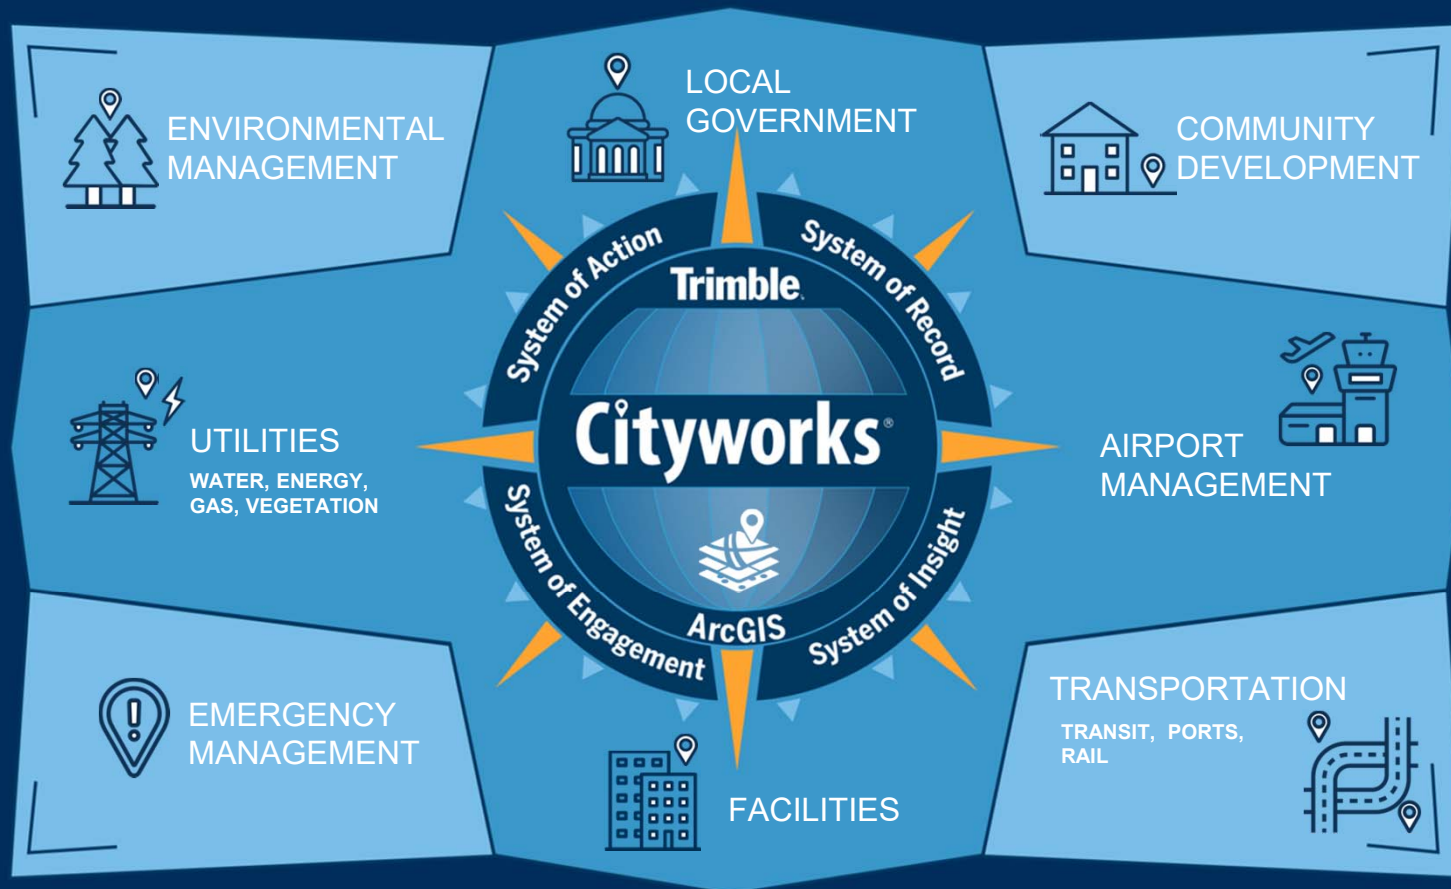 LOCAL
GOVERNMENT
ENVIRONMENTAL
MANAGEMENT
COMMUNITY
DEVELOPMENT
System of Action
System of Record
Trimble
Cityworks®
UTILITIES
WATER, ENERGY,
GAS, VEGETATION
AIRPORT
MANAGEMENT
System of Engagement
System of Insight
ArcGIS
EMERGENCY
MANAGEMENT
TRANSPORTATION
TRANSIT, PORTS,
RAIL
FACILITIES